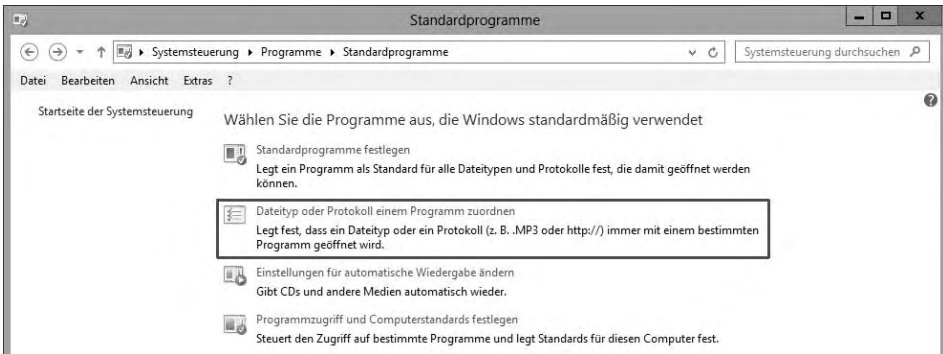 Standardprogramme
Systemsteuerung Programme Standardprogramme
Systemsteuerung durchsuchen
Datei Bearbeiten Ansicht Extras ?
Startseite der Systemsteuerung
Wählen Sie die Programme aus, die Windows standardmäßig verwendet
Standardprogramme festlegen
Legt ein Programm als Standard für alle Dateitypen und Protokolle fest, die damit geöffnet werden
können.
Dateityp oder Protokoll einem Programm zuordnen
Legt fest, dass ein Dateityp oder ein Protokoll (z. B. .MP3 oder http://) immer mit einem bestimmten
Programm geöffnet wird.
Einstellungen für automatische Wiedergabe ändern
Gibt CDs und andere Medien automatisch wieder.
Programmzugriff und Computerstandards festlegen
Steuert den Zugriff auf bestimmte Programme und legt Standards für diesen Computer fest.